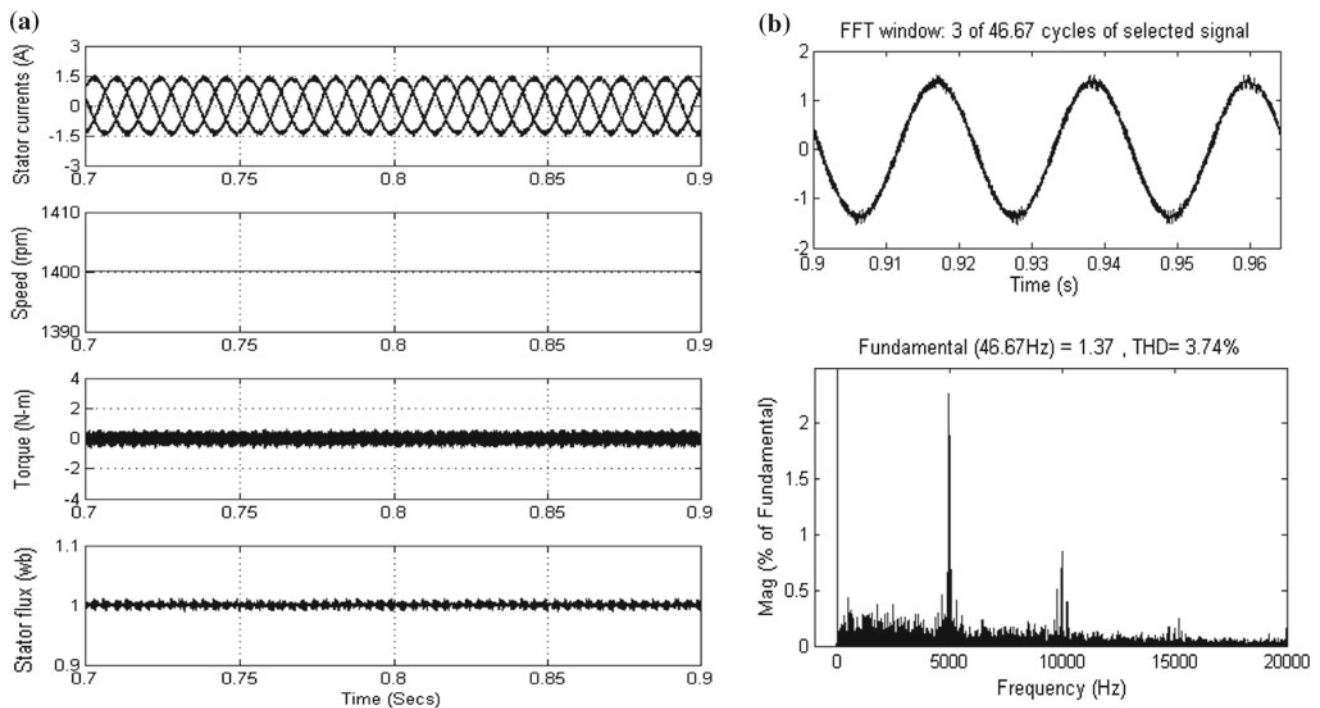 (a)
Stator currents (A)
3
1.5
0
-1.5
-3
0.7 0.75 0.8 0.85 0.9
Speed (rpm)
1410
1400
1390
0.7 0.75 0.8 0.85 0.9
Torque (N-m)
4
2
0
-2
-4
0.7 0.75 0.8 0.85 0.9
Stator flux (wb)
1.1
1
0.9
0.7 0.75 0.8 0.85 0.9
Time (Secs)
(b)
FFT window: 3 of 46.67 cycles of selected signal
2
1
0
-1
-2
0.9 0.91 0.92 0.93 0.94 0.95 0.96
Time (s)
Fundamental (46.67Hz) = 1.37 , THD= 3.74%
Mag (% of Fundamental)
2
1.5
1
0.5
0
0 5000 10000 15000 20000
Frequency (Hz)